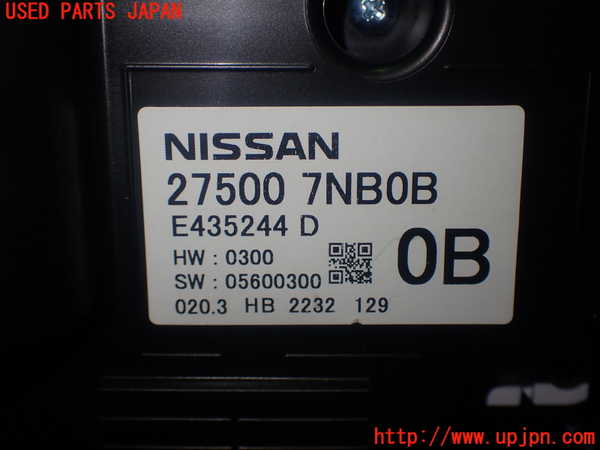 USED PARTS JAPAN
NISSAN
27500 7NB0B
E435244 D
HW : 0300
SW : 05600300
0B
020.3 HB 2232 129
http://www.upjpn.com/